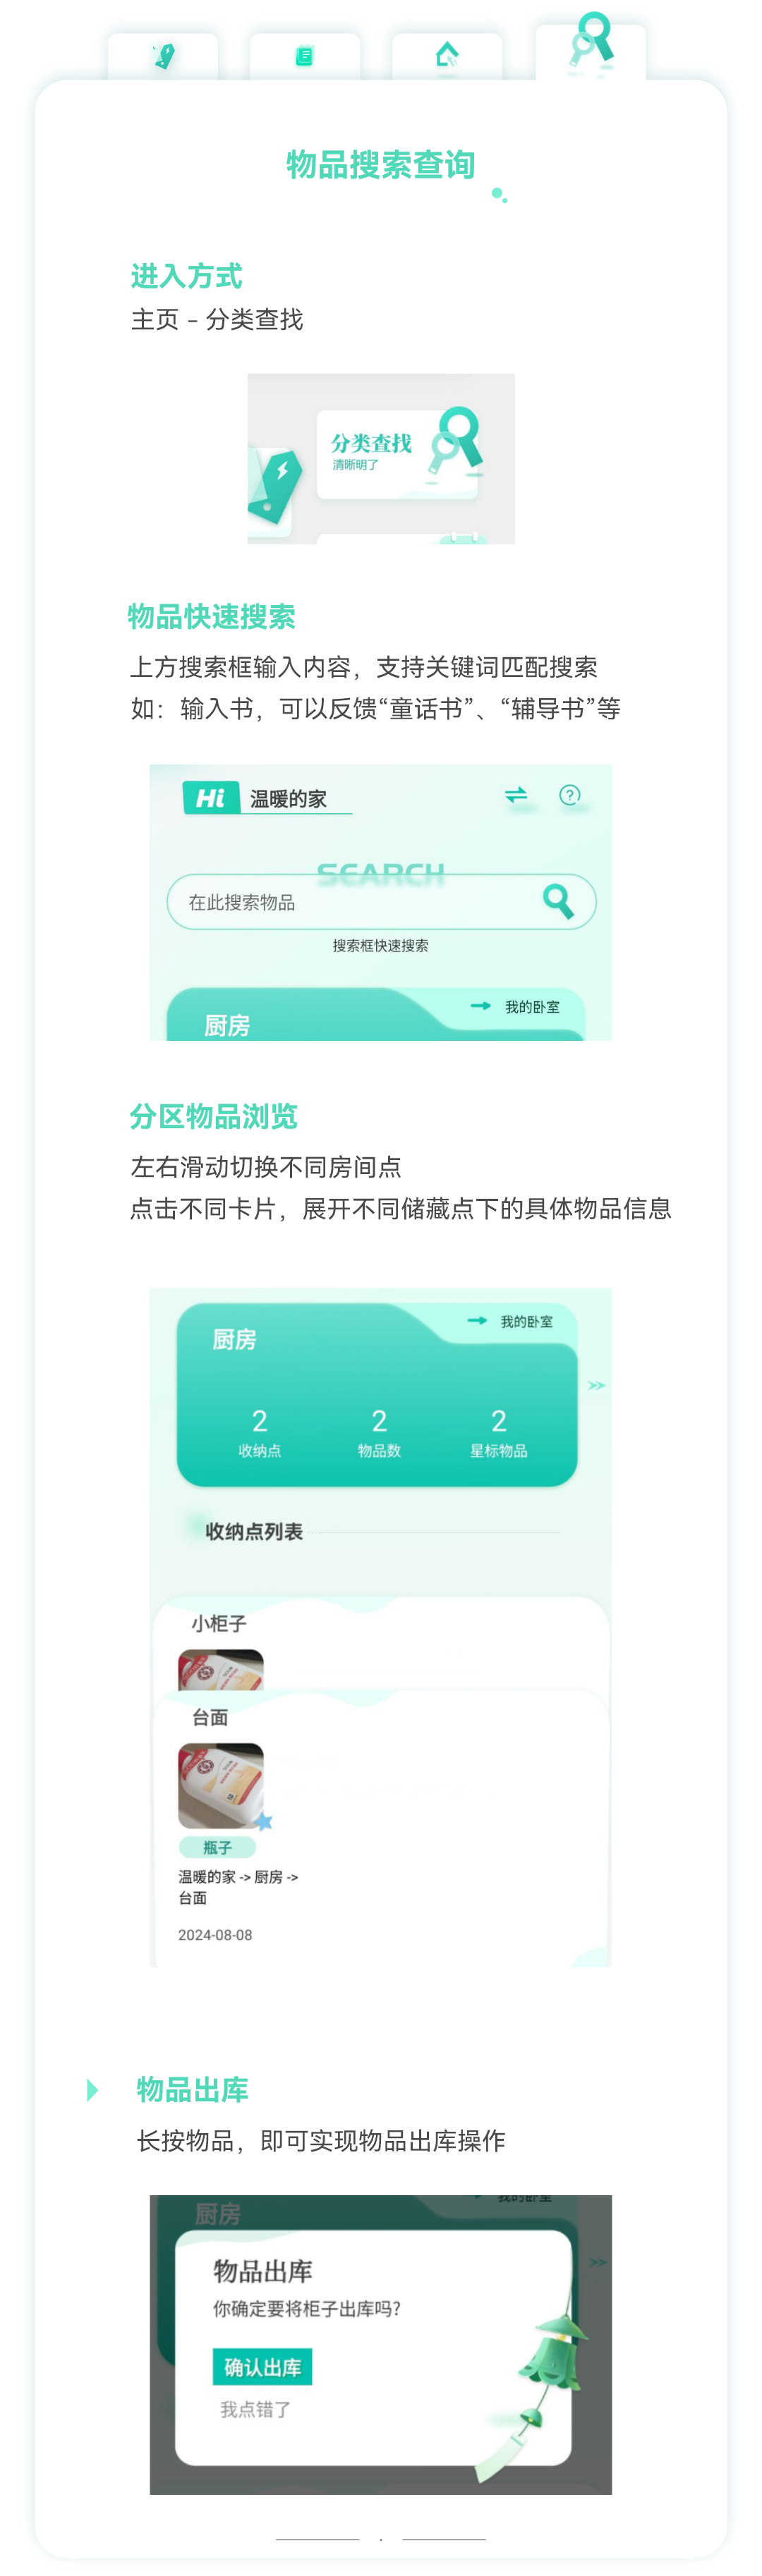 物品搜索查询
进入方式
主页 – 分类查找
分类查找
清晰明了
物品快速搜索
上方搜索框输入内容，支持关键词匹配搜索
如：输入书，可以反馈“童话书”、“辅导书”等
Hi 温暖的家
SEARCH
在此搜索物品
搜索框快速搜索
我的卧室
厨房
分区物品浏览
左右滑动切换不同房间点
点击不同卡片，展开不同储藏点下的具体物品信息
我的卧室
厨房
2 2 2
收纳点 物品数 星标物品
收纳点列表
小柜子
台面
瓶子
温暖的家 -> 厨房 ->
台面
2024-08-08
物品出库
长按物品，即可实现物品出库操作
我的卧室
厨房
物品出库
你确定要将柜子出库吗?
确认出库
我点错了